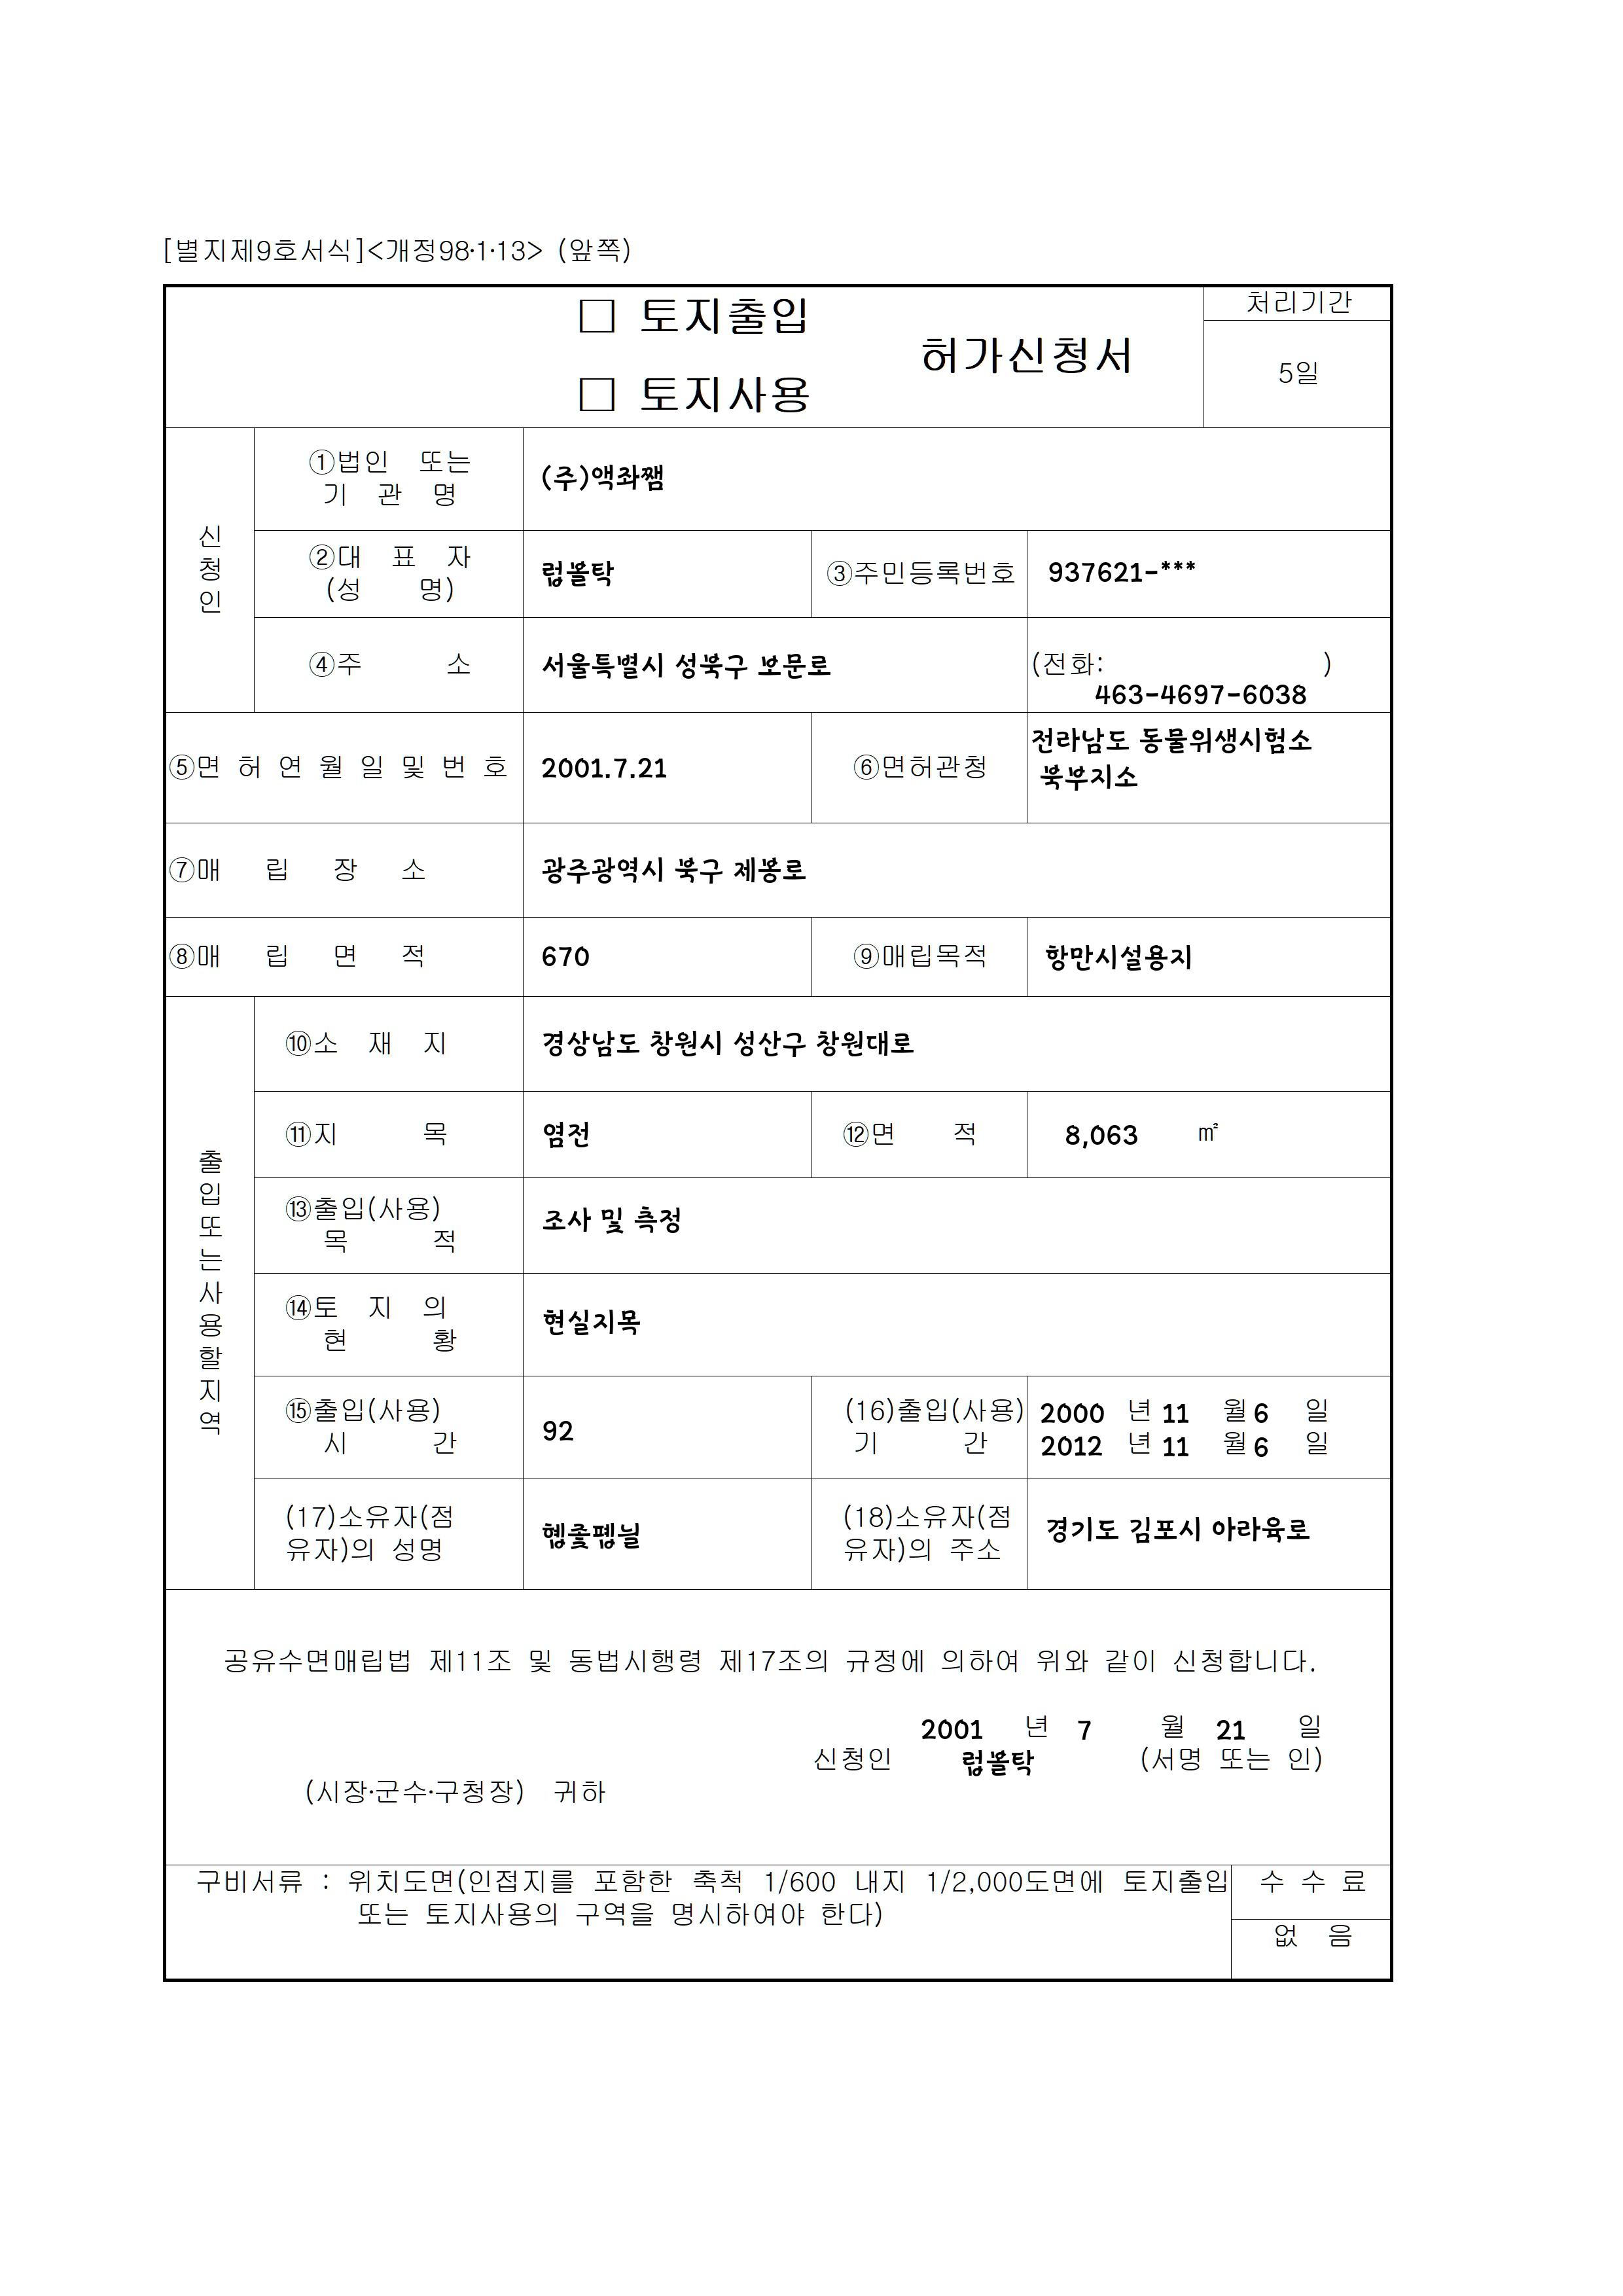 [별지제9호서식]<개정98·1·13> (앞쪽)
□ 토지출입
□ 토지사용
허가신청서
처리기간
5일
신청인
①법인 또는 기 관 명
(주)액좌쨈
②대 표 자 (성 명)
럽볼탁
③주민등록번호
937621-***
④주 소
서울특별시 성북구 보문로
(전화: )
463-4697-6038
⑤면 허 연 월 일 및 번 호
2001.7.21
⑥면허관청
전라남도 동물위생시험소
북부지소
⑦매 립 장 소
광주광역시 북구 제봉로
⑧매 립 면 적
670
⑨매립목적
항만시설용지
출입또는사용할지역
⑩소 재 지
경상남도 창원시 성산구 창원대로
⑪지 목
염전
⑫면 적
8,063 ㎡
⑬출입(사용)
목 적
조사 및 측정
⑭토 지 의
현 황
현실지목
⑮출입(사용)
시 간
92
(16)출입(사용)
기 간
2000 년 11 월 6 일
2012 년 11 월 6 일
(17)소유자(점
유자)의 성명
(18)소유자(점
유자)의 주소
경기도 김포시 아라육로
공유수면매립법 제11조 및 동법시행령 제17조의 규정에 의하여 위와 같이 신청합니다.
2001 년 7 월 21 일
신청인 럽볼탁 (서명 또는 인)
(시장·군수·구청장) 귀하
구비서류 : 위치도면(인접지를 포함한 축척 1/600 내지 1/2,000도면에 토지출입
또는 토지사용의 구역을 명시하여야 한다)
수 수 료
없 음